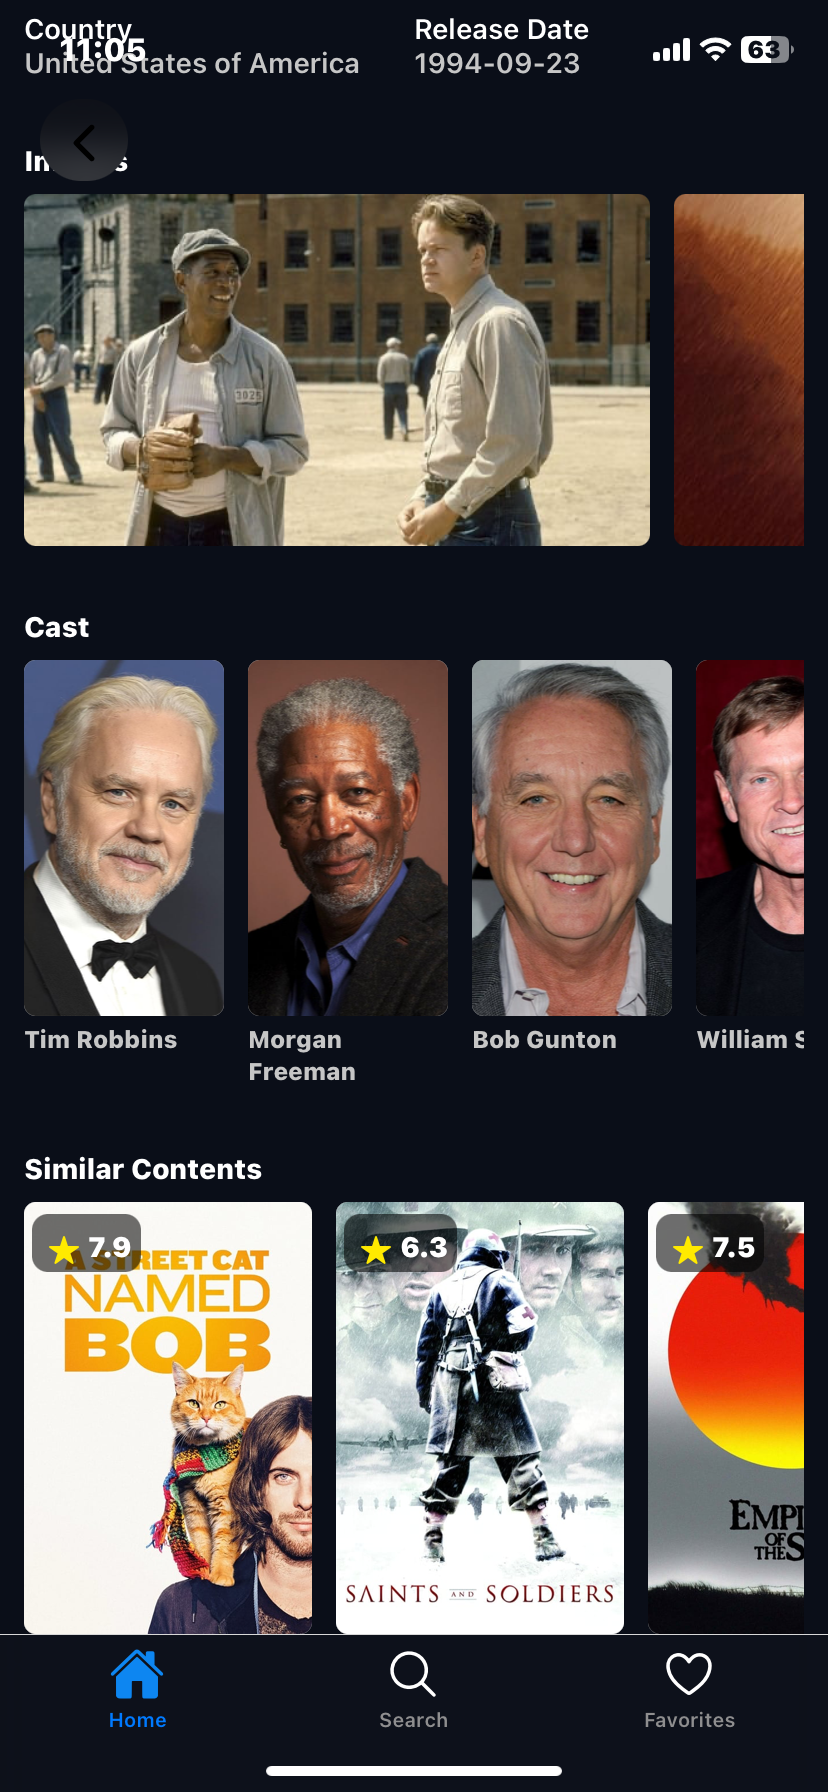 Country
Release Date
11:05
63
United States of America
1994-09-23
3025
Cast
Tim Robbins
Morgan
Freeman
Bob Gunton
William S
Similar Contents
7.9
A STREET CAT
NAMED
BOB
6.3
SAINTS AND SOLDIERS
7.5
EMPI
OF
THE S
Home
Search
Favorites